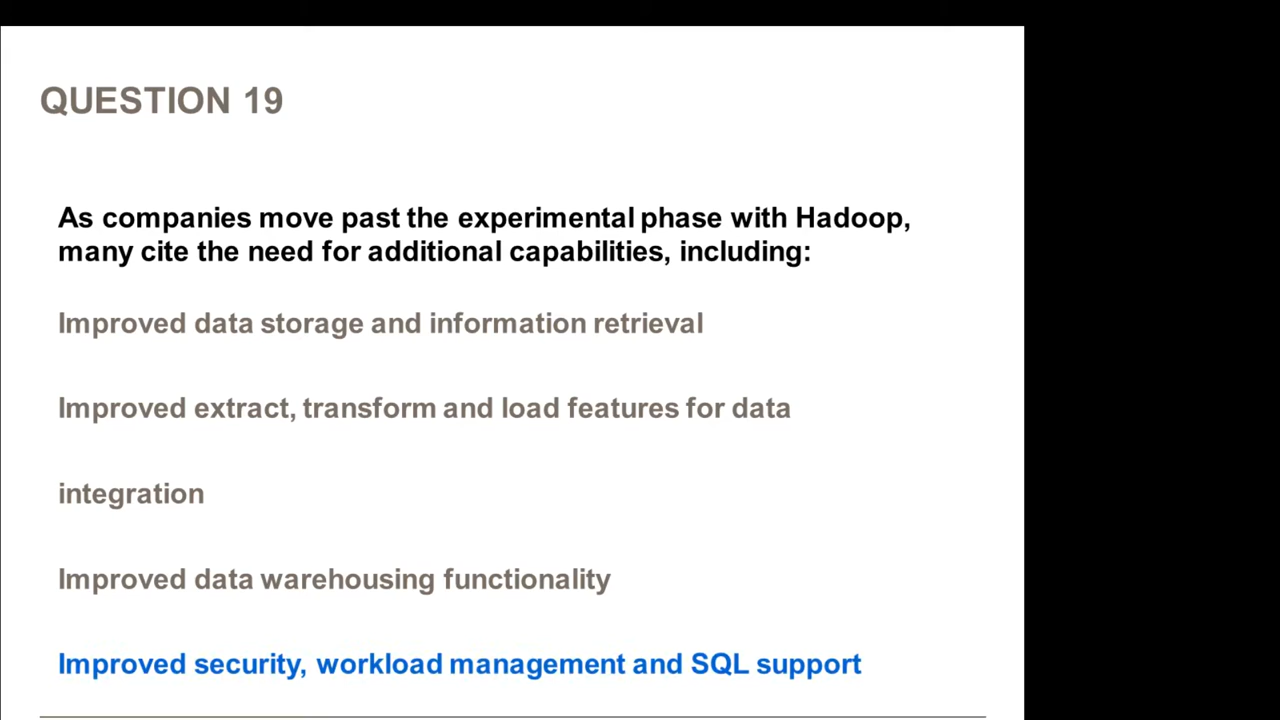 QUESTION 19
As companies move past the experimental phase with Hadoop,
many cite the need for additional capabilities, including:
Improved data storage and information retrieval
Improved extract, transform and load features for data
integration
Improved data warehousing functionality
Improved security, workload management and SQL support